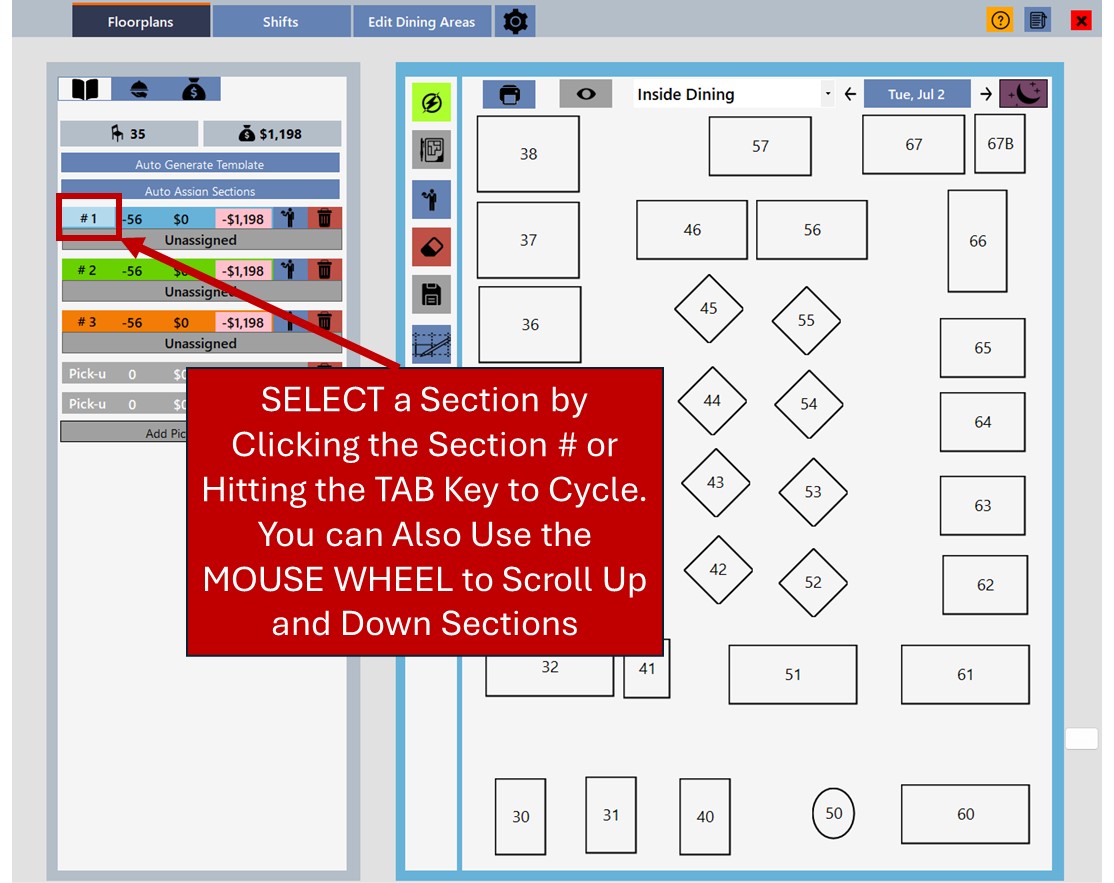 Floorplans
Shifts
Edit Dining Areas
?
35
$1,198
Auto Generate Template
Auto Assign Sections
# 1 -56 $0 -$1,198
Unassigned
# 2 -56 $0 -$1,198
Unassigned
# 3 -56 $0 -$1,198
Unassigned
Pick-u 0
Pick-u 0
Add
SELECT a Section by
Clicking the Section # or
Hitting the TAB Key to Cycle.
You can Also Use the
MOUSE WHEEL to Scroll Up
and Down Sections
Inside Dining
Tue, Jul 2
38
57
67
67B
37
46
56
66
36
45
55
65
44
54
64
43
53
63
42
52
62
32
41
51
61
30
31
40
50
60